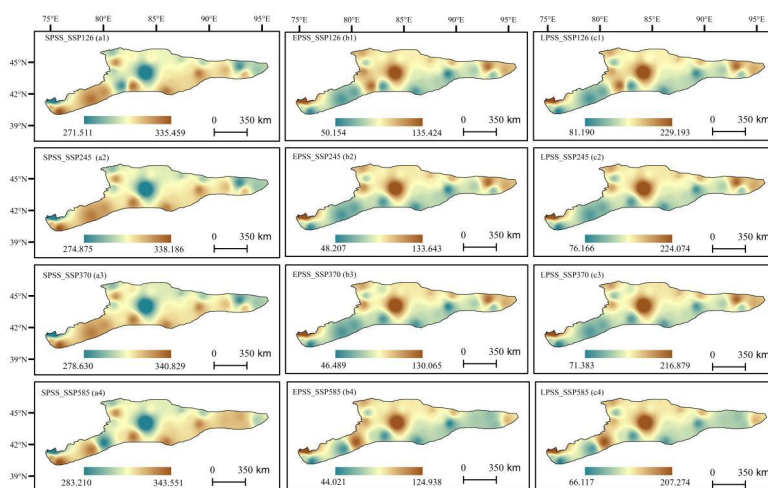 75°E 80°E 85°E 90°E 95°E 75°E 80°E 85°E 90°E 95°E 75°E 80°E 85°E 90°E 95°E
SPSS_SSP126 (a1) EPSS_SSP126 (b1) LPSS_SSP126 (c1)
45°N
42°N
39°N
0 350 km 0 350 km 0 350 km
271.511 335.459 50.154 135.424 81.190 229.193
SPSS_SSP245 (a2) EPSS_SSP245 (b2) LPSS_SSP245 (c2)
45°N
42°N
39°N
0 350 km 0 350 km 0 350 km
274.875 338.186 48.207 133.643 76.166 224.074
SPSS_SSP370 (a3) EPSS_SSP370 (b3) LPSS_SSP370 (c3)
45°N
42°N
39°N
0 350 km 0 350 km 0 350 km
278.630 340.829 46.489 130.065 71.383 216.879
SPSS_SSP585 (a4) EPSS_SSP585 (b4) LPSS_SSP585 (c4)
45°N
42°N
39°N
0 350 km 0 350 km 0 350 km
283.210 343.551 44.021 124.938 66.117 207.274